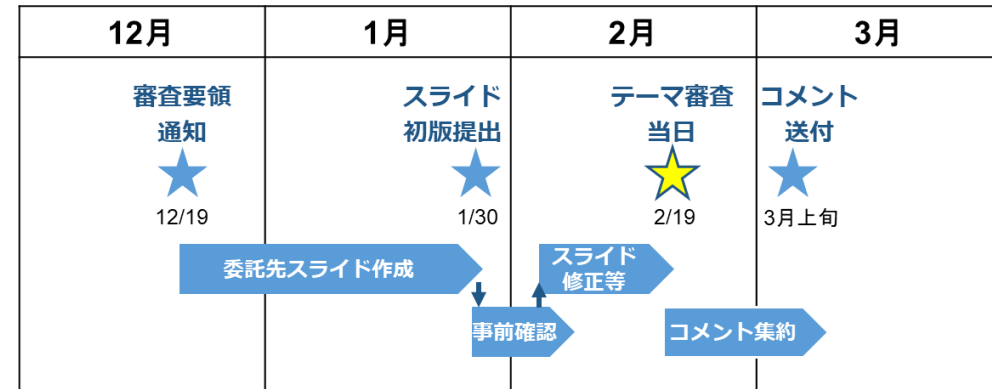 12月
1月
2月
3月
審査要領
通知
スライド
初版提出
テーマ審査
当日
コメント
送付
12/19
1/30
2/19
3月上旬
委託先スライド作成
スライド
修正等
事前確認
コメント集約